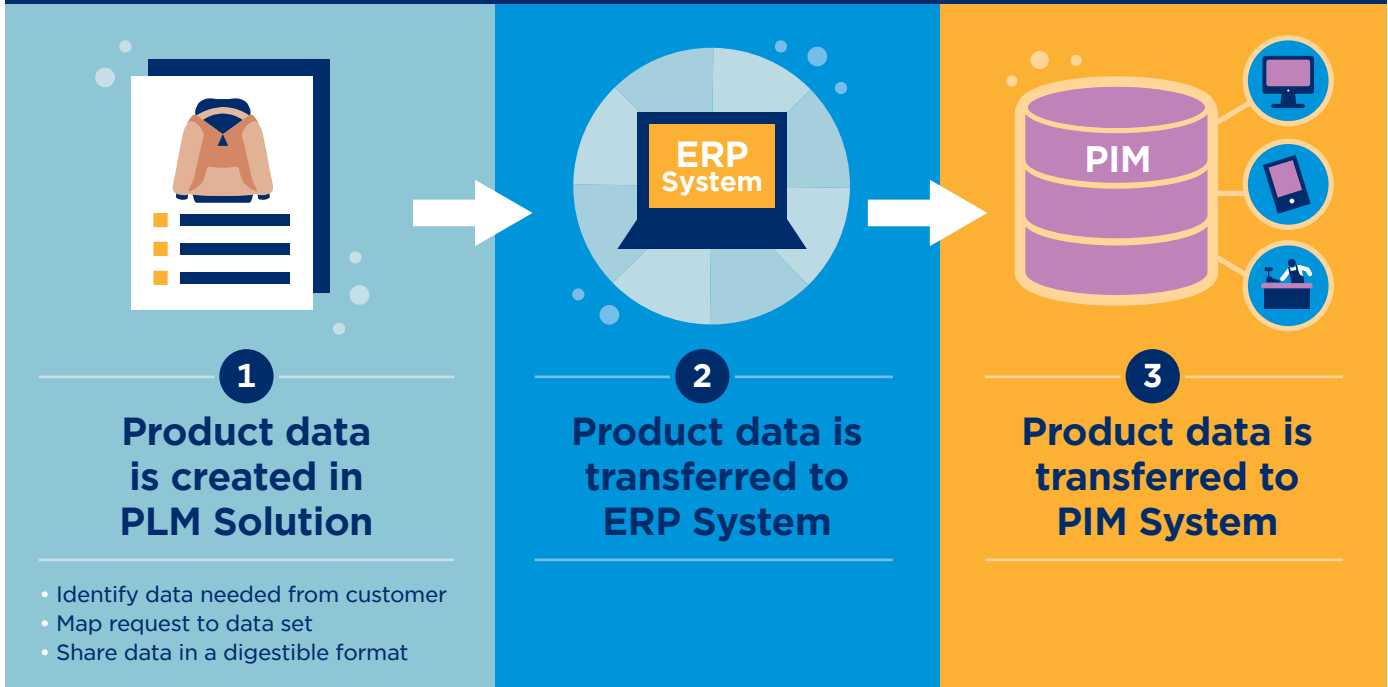 ERP
System
PIM
1
Product data
is created in
PLM Solution
• Identify data needed from customer
• Map request to data set
• Share data in a digestible format
2
Product data is
transferred to
ERP System
3
Product data is
transferred to
PIM System